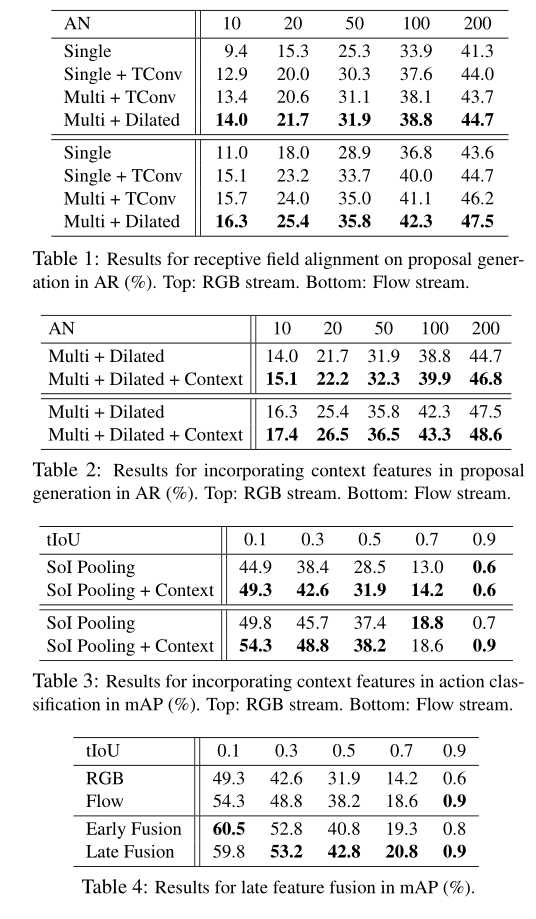 AN 10 20 50 100 200
Single 9.4 15.3 25.3 33.9 41.3
Single + TConv 12.9 20.0 30.3 37.6 44.0
Multi + TConv 13.4 20.6 31.1 38.1 43.7
Multi + Dilated 14.0 21.7 31.9 38.8 44.7
Single 11.0 18.0 28.9 36.8 43.6
Single + TConv 15.1 23.2 33.7 40.0 44.7
Multi + TConv 15.7 24.0 35.0 41.1 46.2
Multi + Dilated 16.3 25.4 35.8 42.3 47.5
Table 1: Results for receptive field alignment on proposal gener-
ation in AR (%). Top: RGB stream. Bottom: Flow stream.
AN 10 20 50 100 200
Multi + Dilated 14.0 21.7 31.9 38.8 44.7
Multi + Dilated + Context 15.1 22.2 32.3 39.9 46.8
Multi + Dilated 16.3 25.4 35.8 42.3 47.5
Multi + Dilated + Context 17.4 26.5 36.5 43.3 48.6
Table 2: Results for incorporating context features in proposal
generation in AR (%). Top: RGB stream. Bottom: Flow stream.
tIoU 0.1 0.3 0.5 0.7 0.9
SoI Pooling 44.9 38.4 28.5 13.0 0.6
SoI Pooling + Context 49.3 42.6 31.9 14.2 0.6
SoI Pooling 49.8 45.7 37.4 18.8 0.7
SoI Pooling + Context 54.3 48.8 38.2 18.6 0.9
Table 3: Results for incorporating context features in action clas-
sification in mAP (%). Top: RGB stream. Bottom: Flow stream.
tIoU 0.1 0.3 0.5 0.7 0.9
RGB 49.3 42.6 31.9 14.2 0.6
Flow 54.3 48.8 38.2 18.6 0.9
Early Fusion 60.5 52.8 40.8 19.3 0.8
Late Fusion 59.8 53.2 42.8 20.8 0.9
Table 4: Results for late feature fusion in mAP (%).